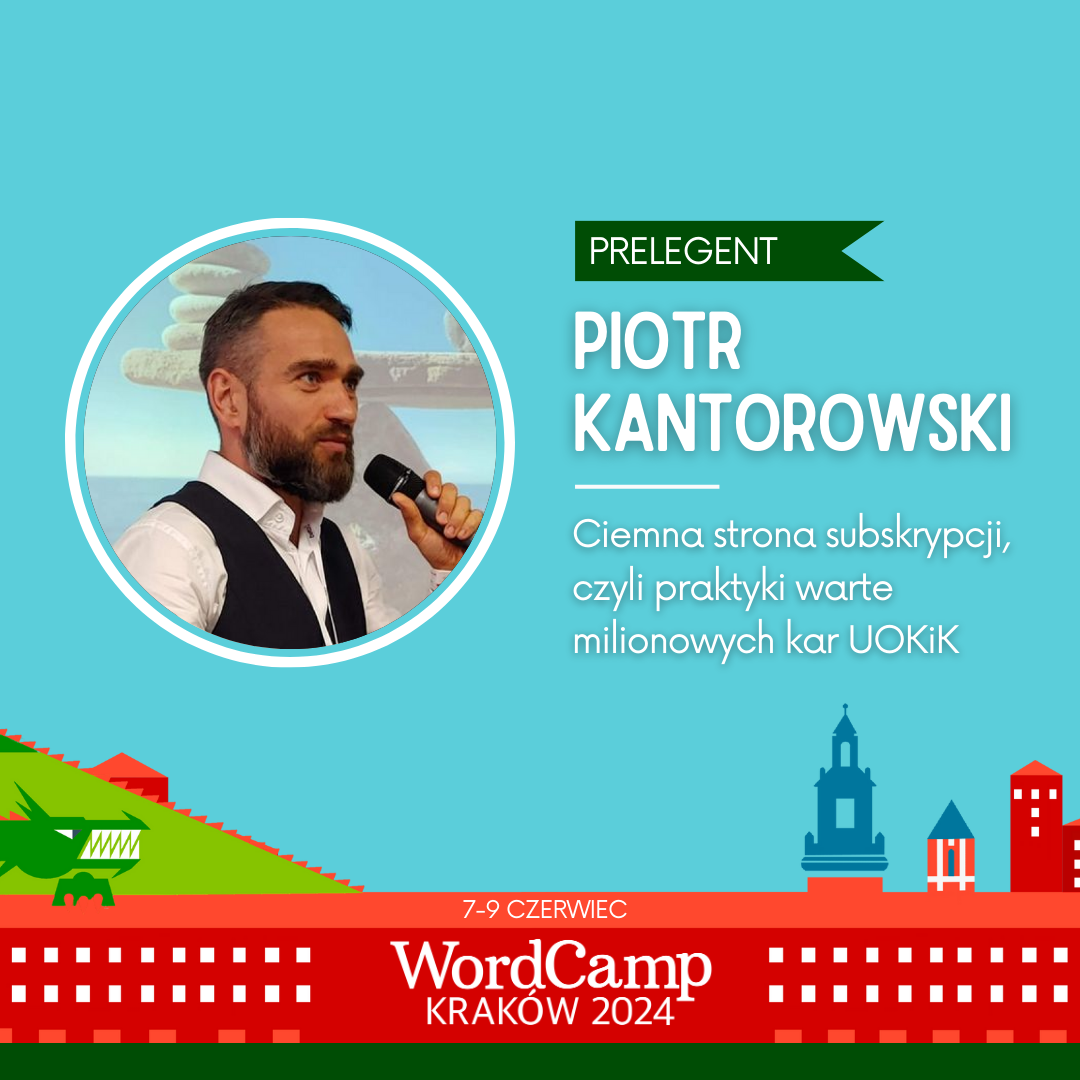 PRELEGENT
PIOTR
KANTOROWSKI
Ciemna strona subskrypcji,
czyli praktyki warte
milionowych kar UOKiK
7-9 CZERWIEC
WordCamp
KRAKÓW 2024